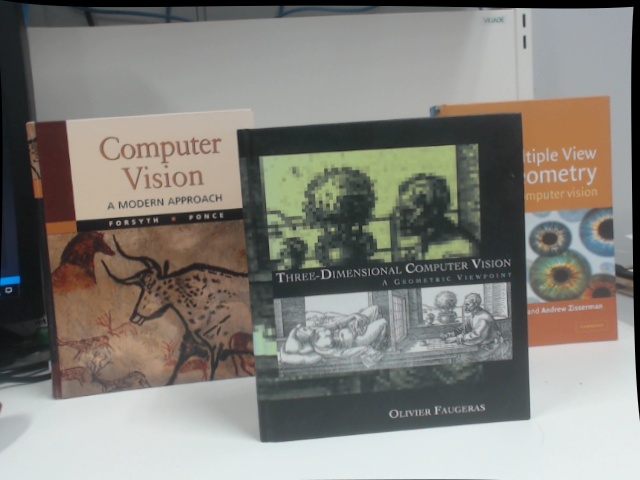 Computer
Vision
A MODERN APPROACH
FORSYTH PONCE
THREE-DIMENSIONAL COMPUTER VISION
A GEOMETRIC VIEWPOINT
OLIVIER FAUGERAS
tiple View
ometry
mputer vision
and Andrew Zisserman